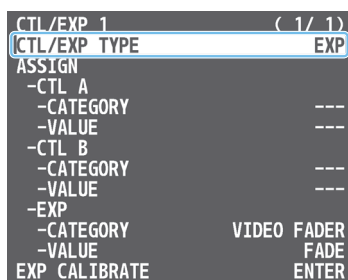 CTL/EXP 1 ( 1/ 1)
CTL/EXP TYPE EXP
ASSIGN
-CTL A
-CATEGORY ---
-VALUE ---
-CTL B
-CATEGORY ---
-VALUE ---
-EXP
-CATEGORY VIDEO FADER
-VALUE FADE
EXP CALIBRATE ENTER